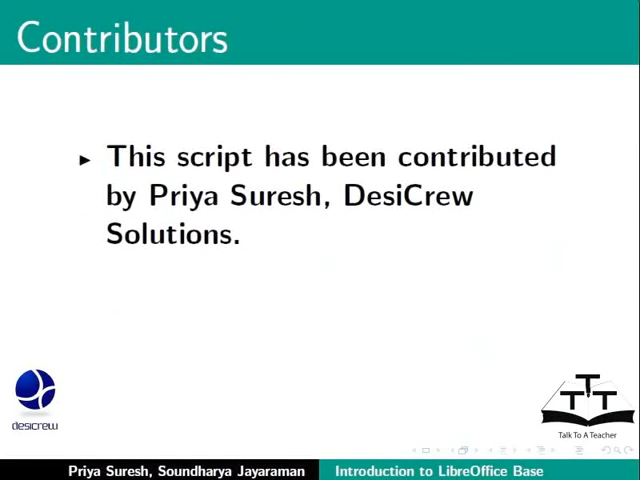 Contributors
This script has been contributed
by Priya Suresh, DesiCrew
Solutions.
desicrew
T T T
Talk To A Teacher
Priya Suresh, Soundharya Jayaraman
Introduction to LibreOffice Base